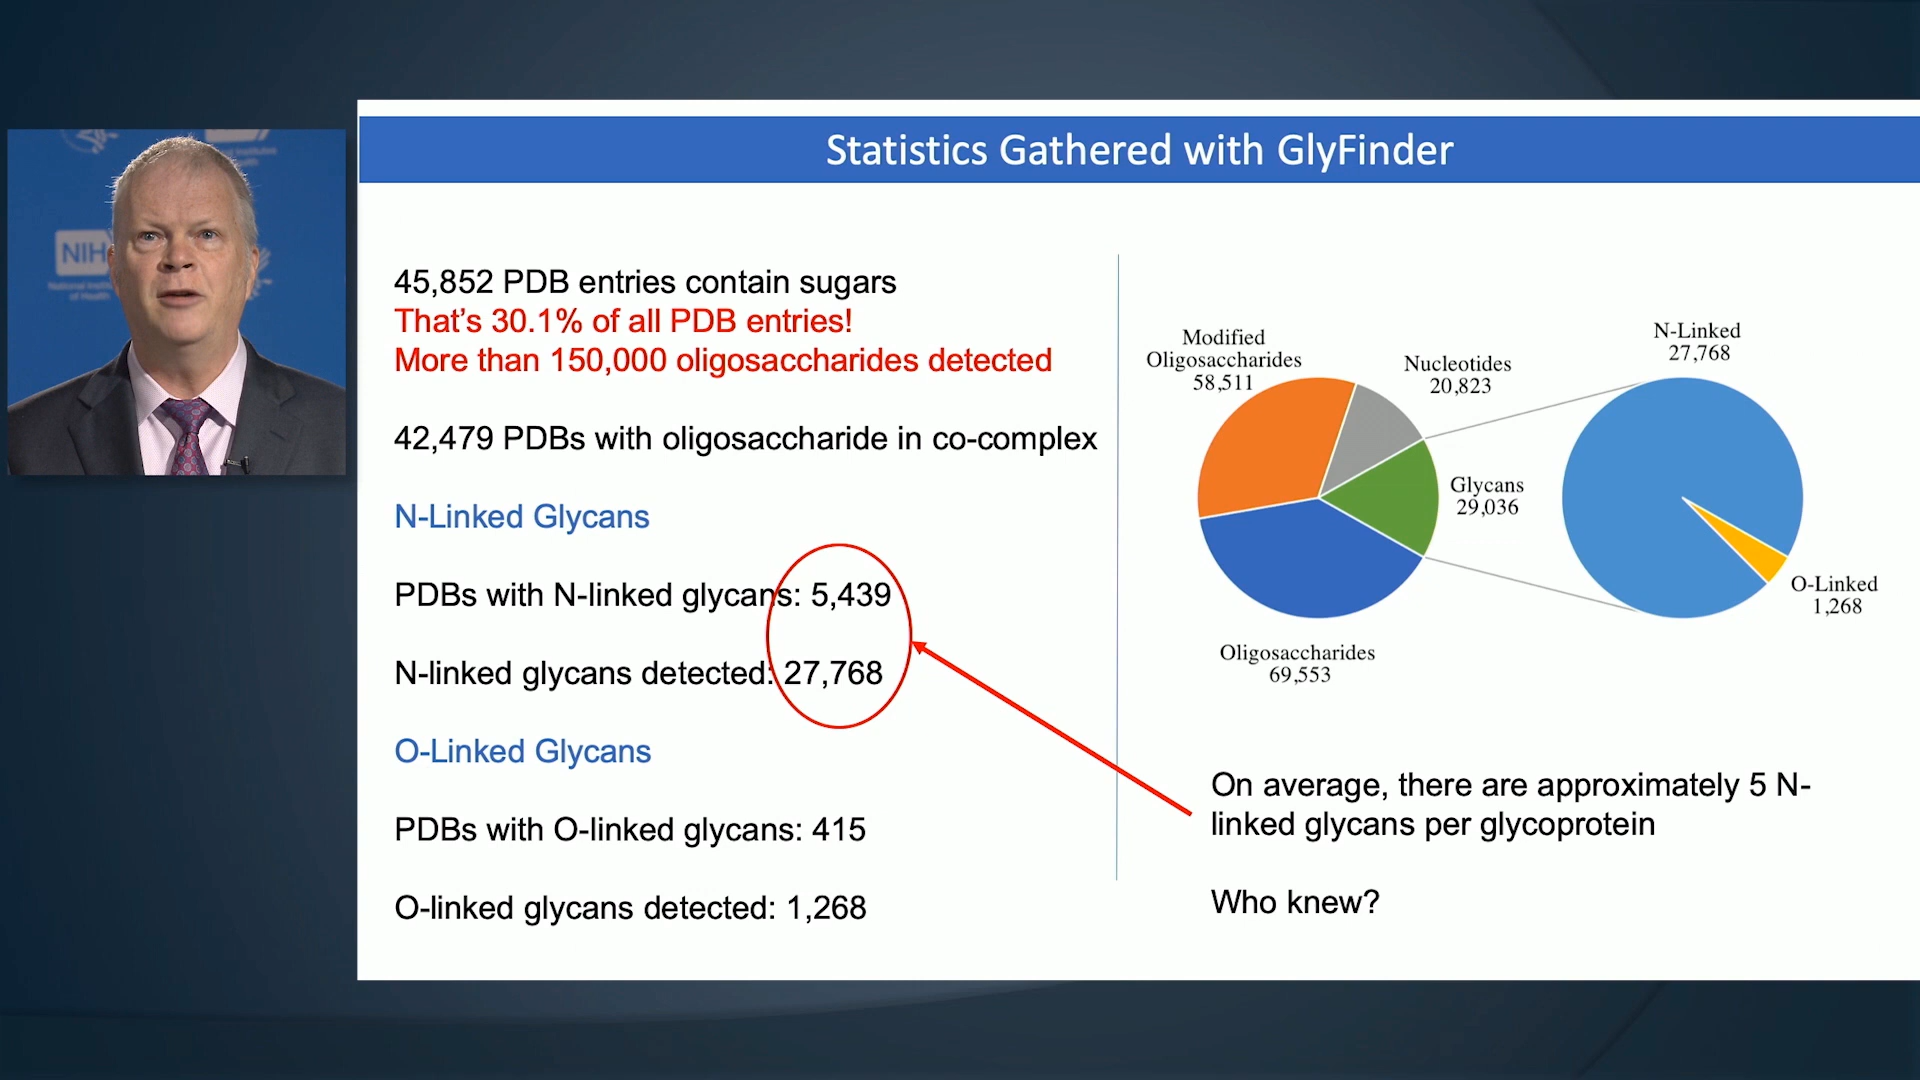 NIH
Statistics Gathered with GlyFinder
45,852 PDB entries contain sugars
That's 30.1% of all PDB entries!
More than 150,000 oligosaccharides detected
42,479 PDBs with oligosaccharide in co-complex
N-Linked Glycans
PDBs with N-linked glycans: 5,439
N-linked glycans detected: 27,768
O-Linked Glycans
PDBs with O-linked glycans: 415
O-linked glycans detected: 1,268
Modified
Oligosaccharides
58,511
Nucleotides
20,823
Glycans
29,036
Oligosaccharides
69,553
N-Linked
27,768
O-Linked
1,268
On average, there are approximately 5 N-
linked glycans per glycoprotein
Who knew?